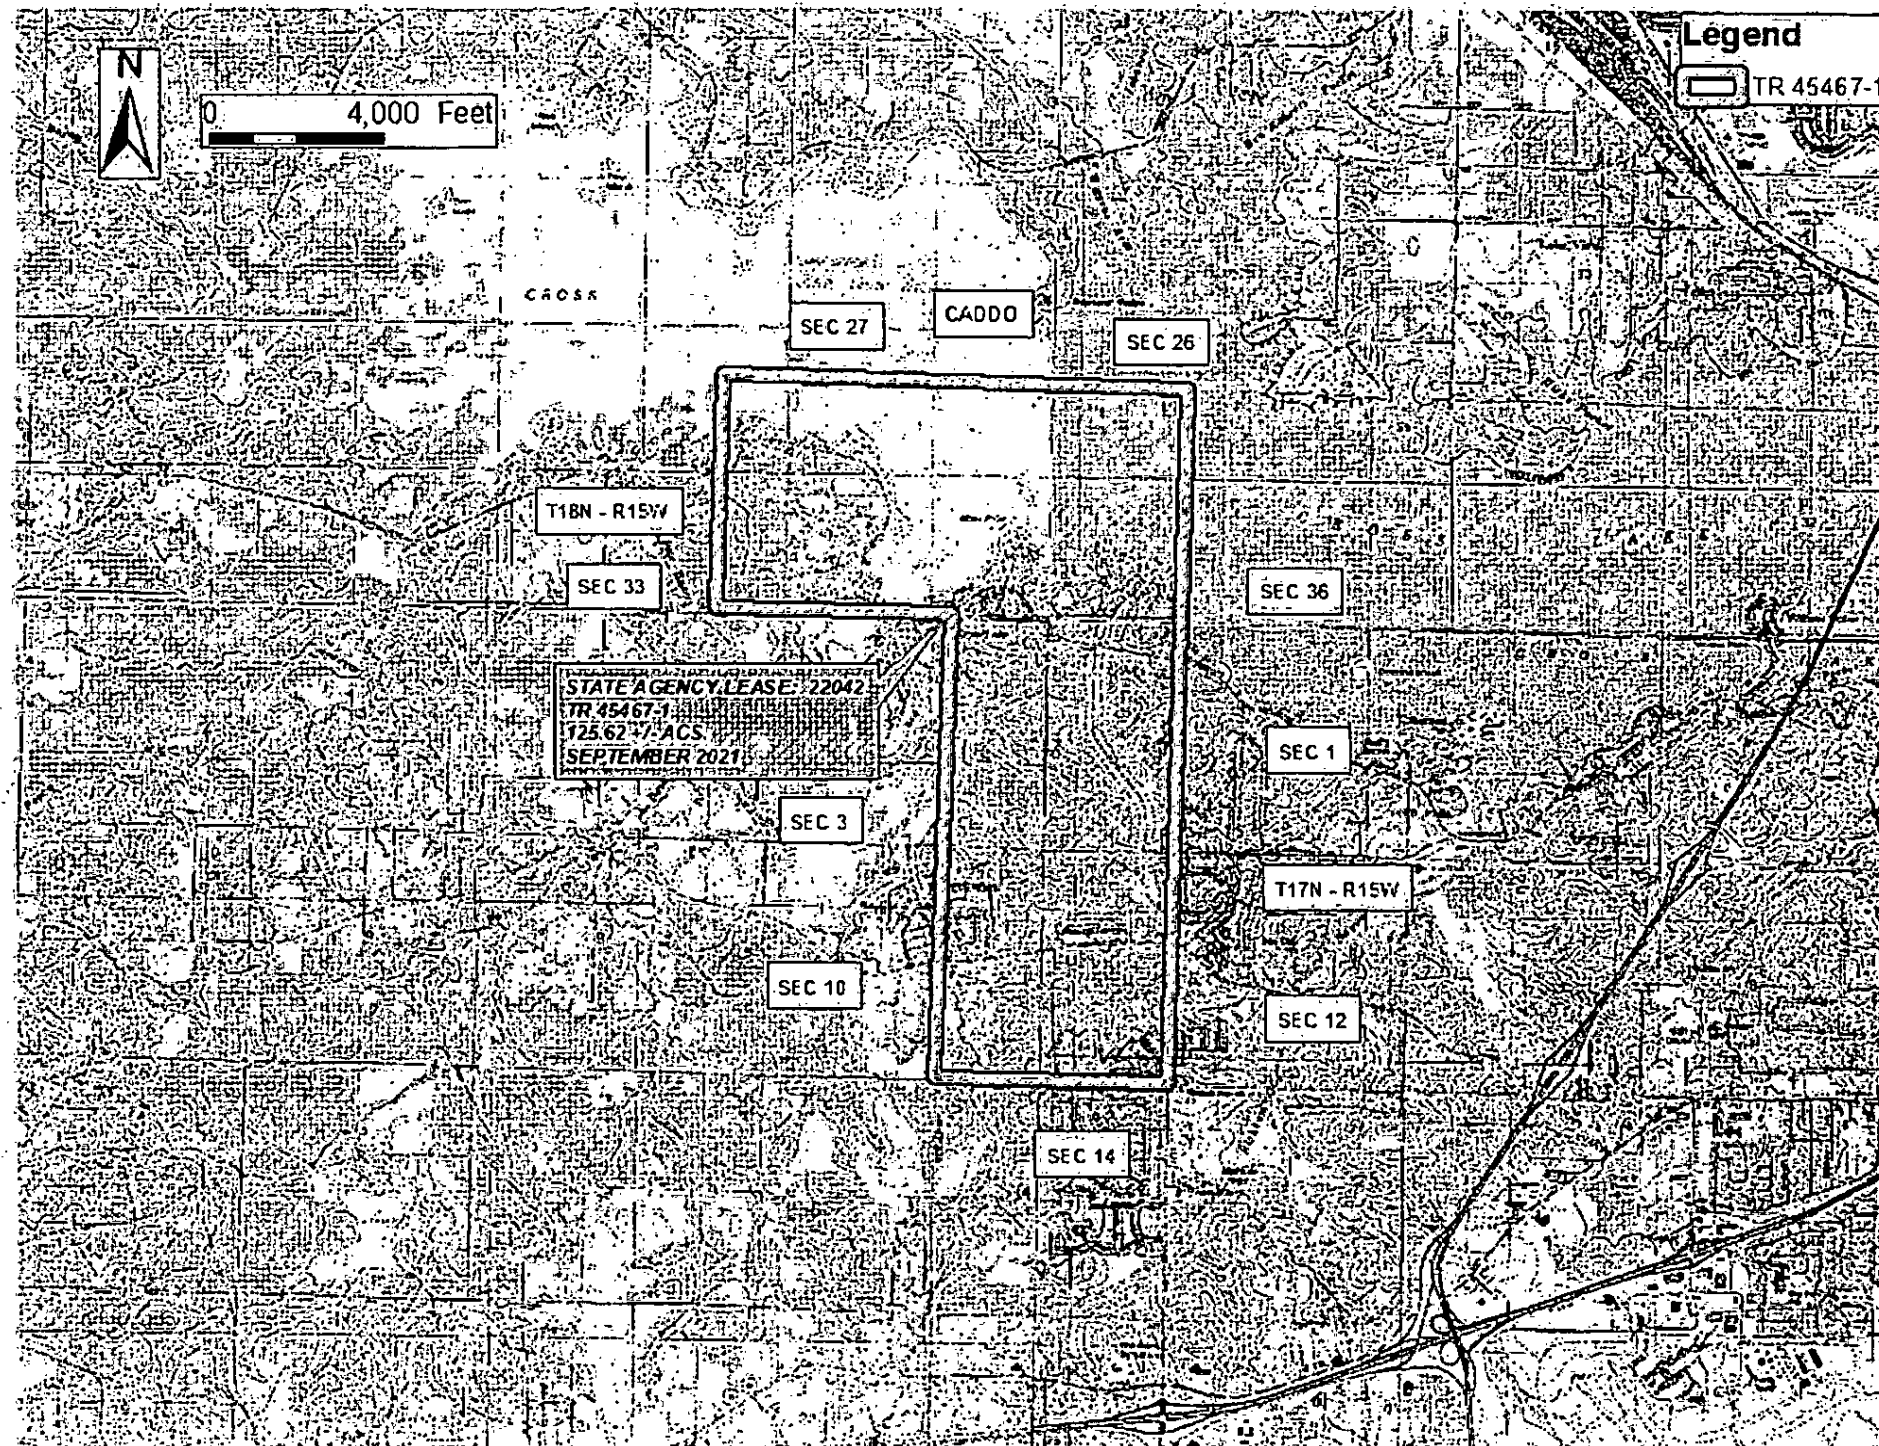 Legend
TR 45467-1
N
0 4,000 Feet
CROSS
SEC 27
CADDO
SEC 26
T18N - R15W
SEC 33
SEC 36
STATE AGENCY LEASE: 22042
TR 45467-1
125.62 +/- ACS.
SEPTEMBER 2021
SEC 1
SEC 3
T17N - R15W
SEC 10
SEC 12
SEC 14